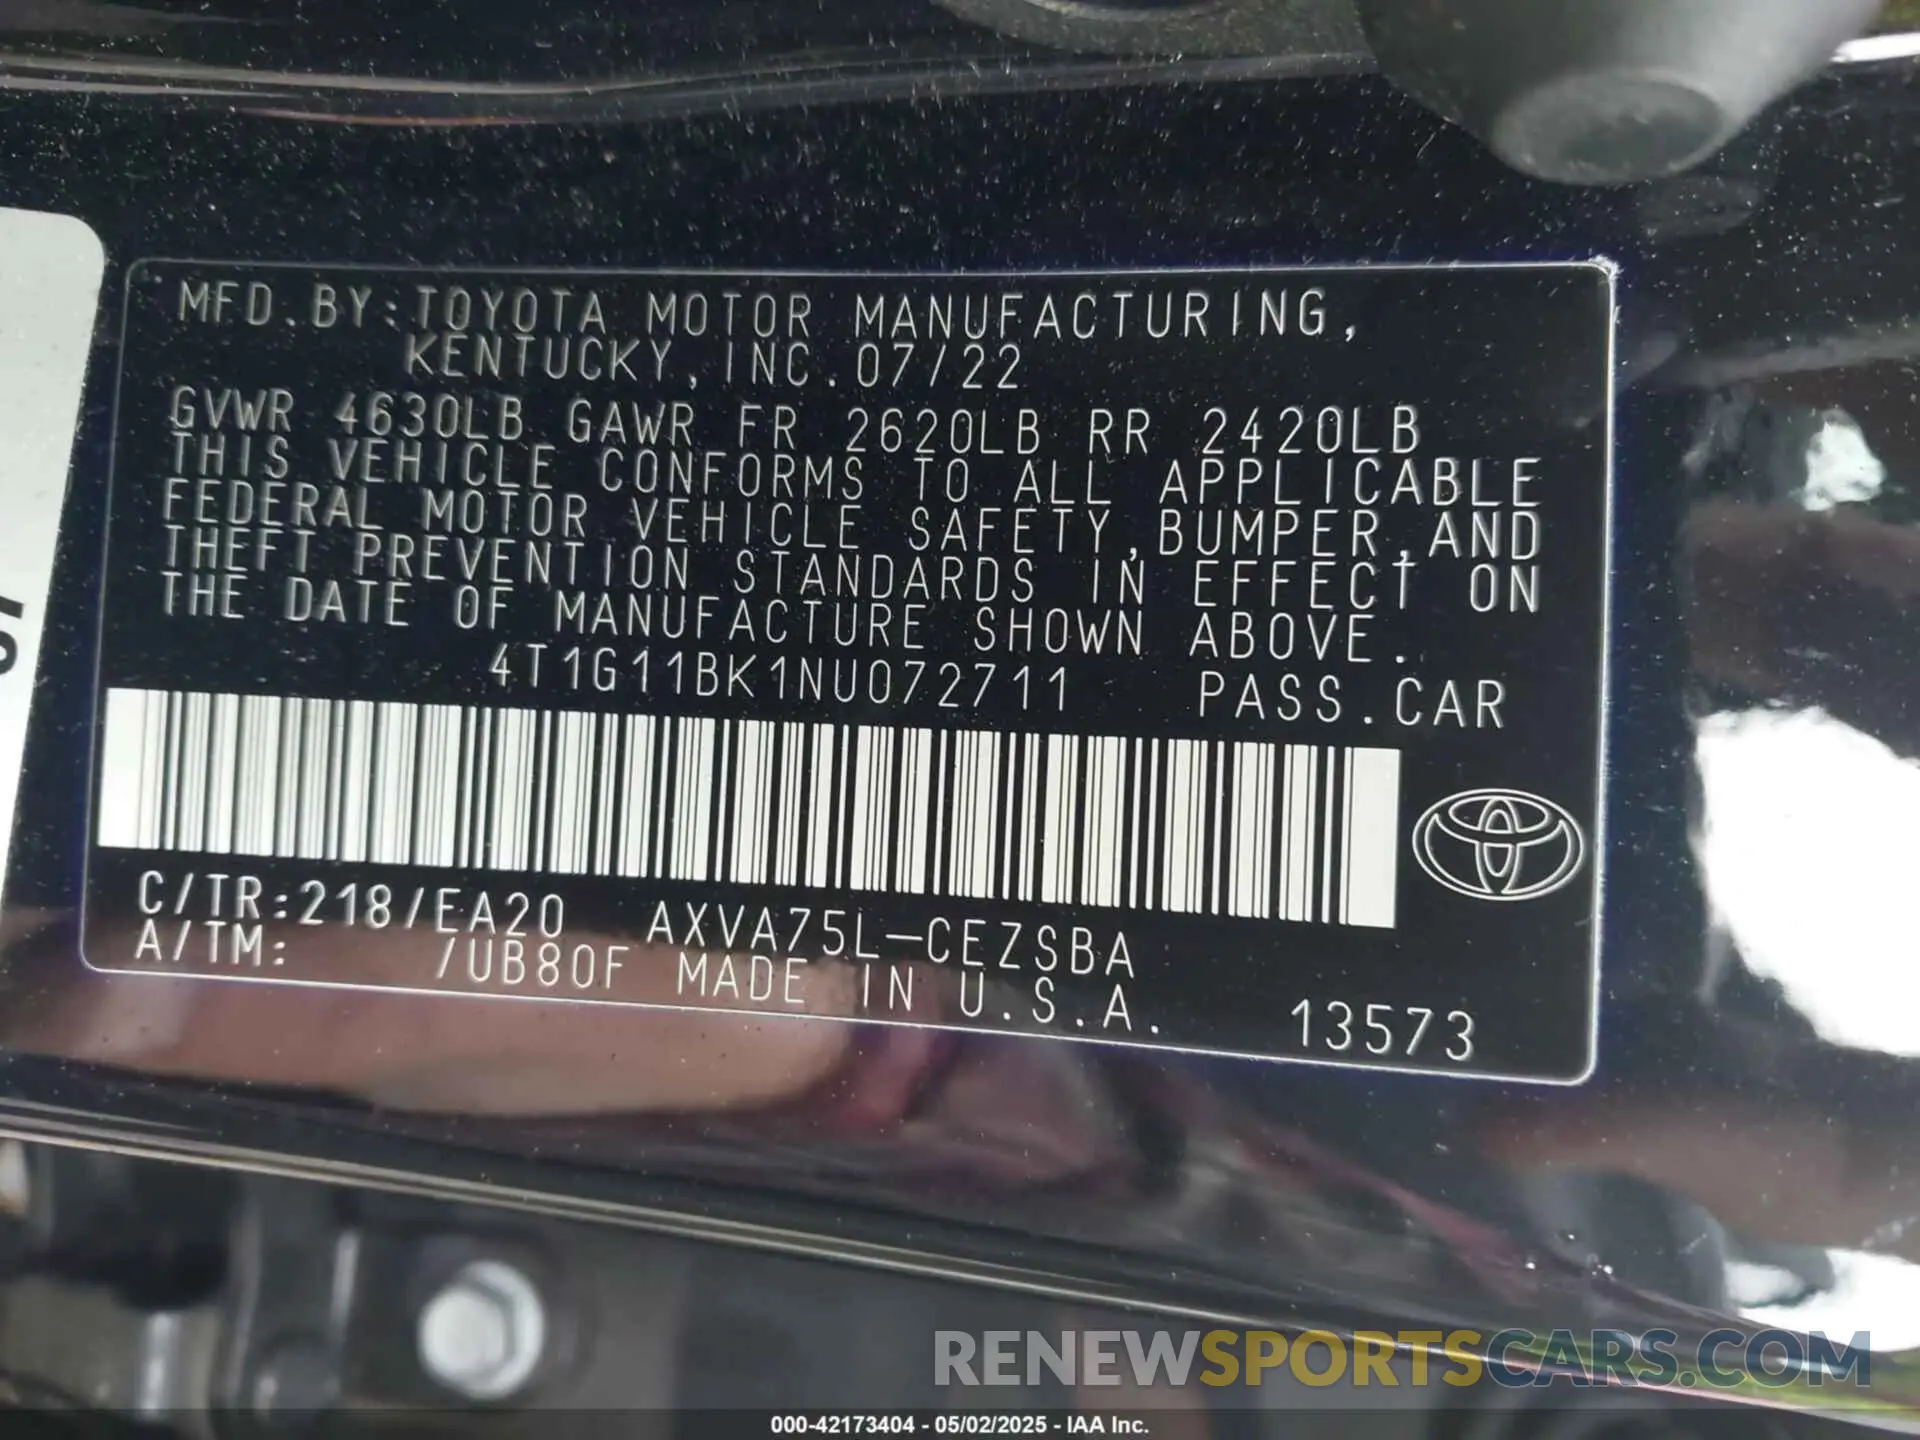 MFD.BY:TOYOTA MOTOR MANUFACTURING,
KENTUCKY,INC.07/22
GVWR 4630LB GAWR FR 2620LB RR 2420LB
THIS VEHICLE CONFORMS TO ALL APPLICABLE
FEDERAL MOTOR VEHICLE SAFETY,BUMPER,AND
THEFT PREVENTION STANDARDS IN EFFECT ON
THE DATE OF MANUFACTURE SHOWN ABOVE.
4T1G11BK1NU072711 PASS.CAR
C/TR:218/EA20 AXVA75L-CEZSBA
A/TM: /UB80F MADE IN U.S.A. 13573
RENEWSPORTSCARS.COM
000-42173404 - 05/02/2025 - IAA Inc.